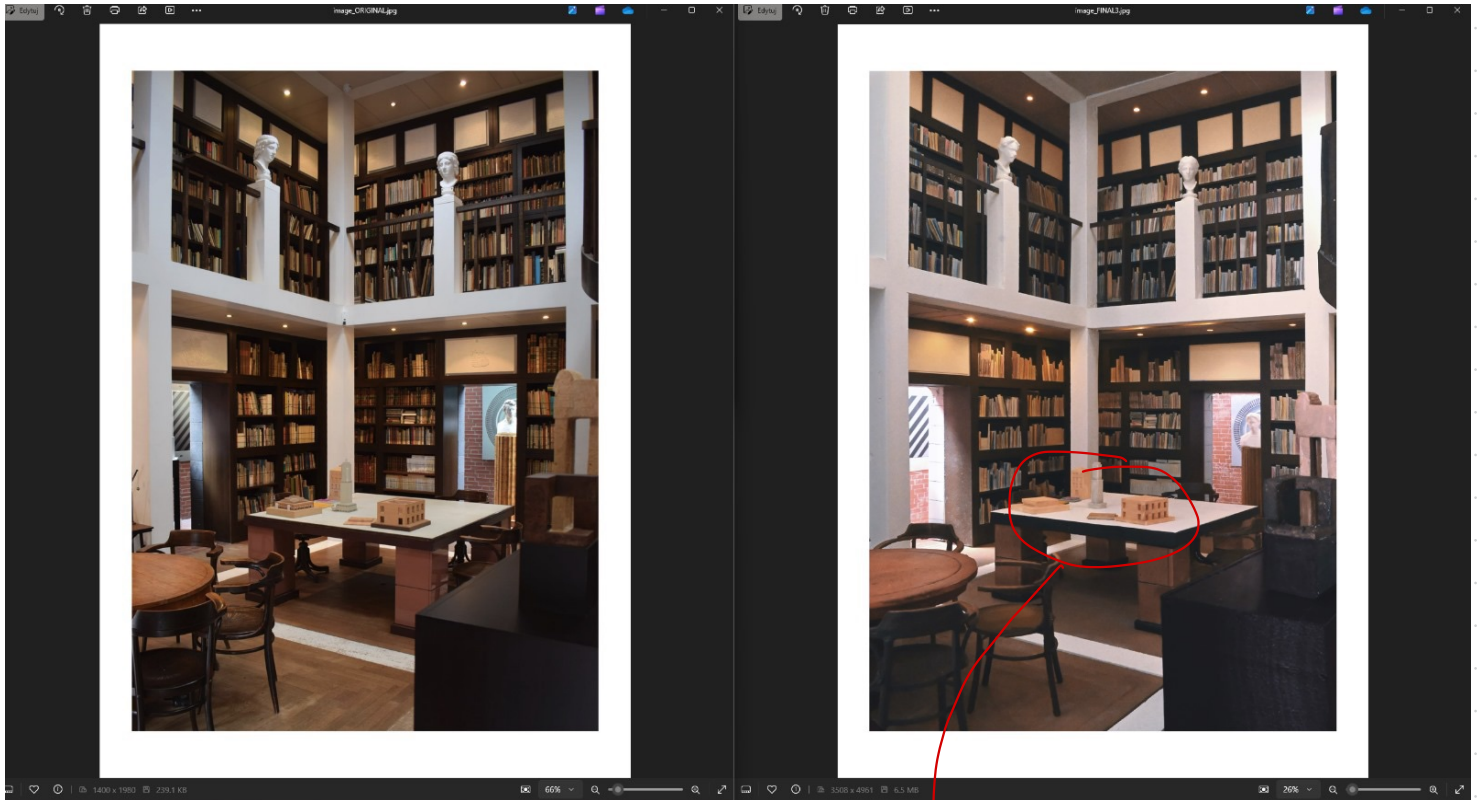 Edytuj
image_ORIGINAL.jpg
1400 x 1980
239.1 KB
66%
Edytuj
image_FINAL3.jpg
3508 x 4961
6.5 MB
26%